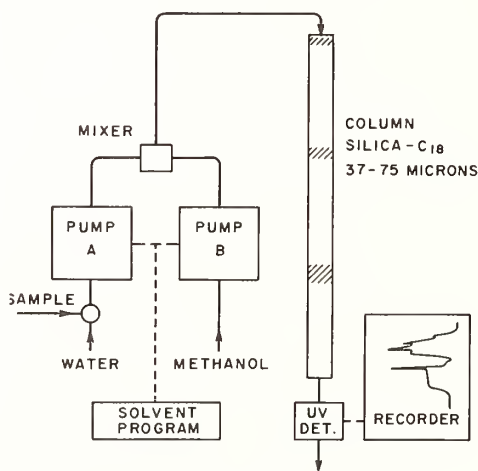 MIXER
PUMP
A
PUMP
B
SAMPLE
WATER
METHANOL
SOLVENT
PROGRAM
COLUMN
SILICA-C18
37-75 MICRONS
UV
DET.
RECORDER